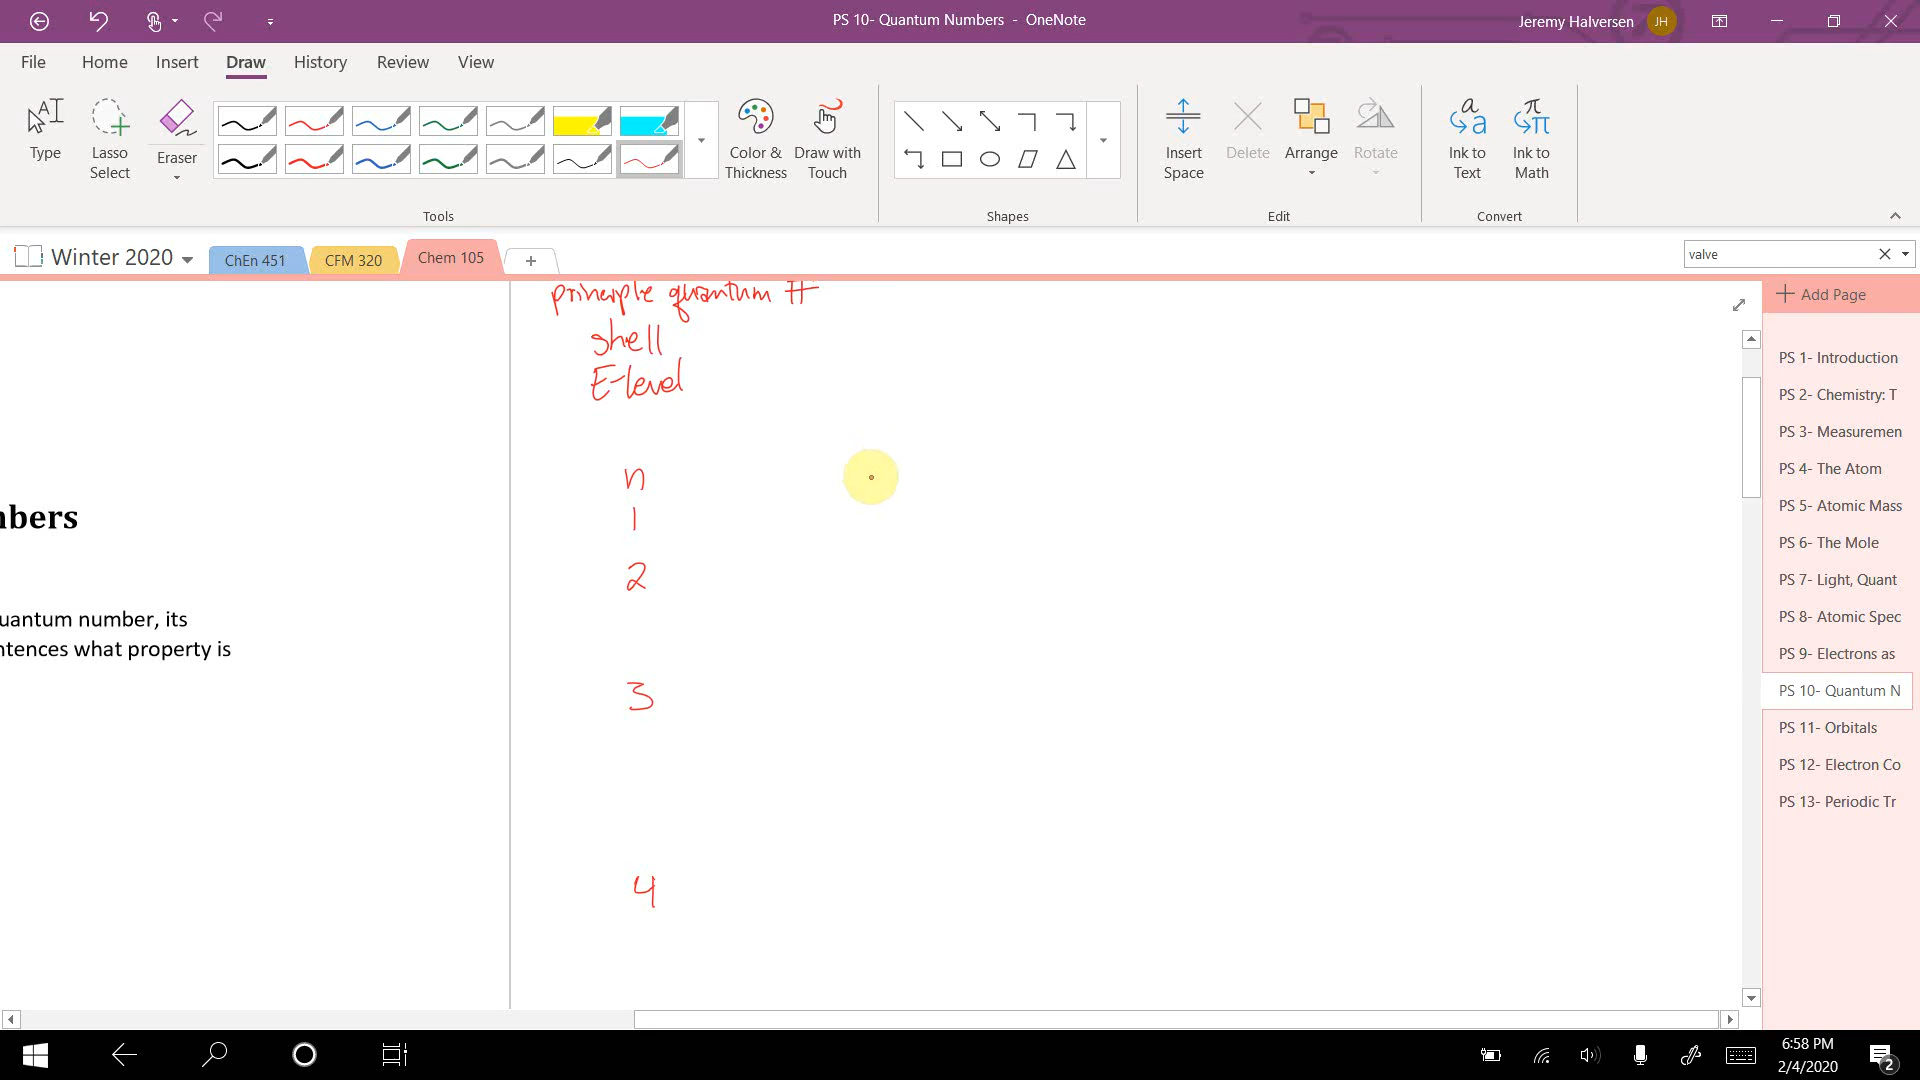 PS 10- Quantum Numbers - OneNote
Jeremy Halversen
JH
File Home Insert Draw History Review View
Type
Lasso Select
Eraser
Color & Thickness
Draw with Touch
Insert Space
Delete
Arrange
Rotate
Ink to Text
Ink to Math
Tools
Shapes
Edit
Convert
Winter 2020
ChEn 451
CFM 320
Chem 105
valve
Add Page
principle quantum #
shell
E-level
n
1
2
3
4
nbers
uantum number, its
ntences what property is
PS 1- Introduction
PS 2- Chemistry: T
PS 3- Measuremen
PS 4- The Atom
PS 5- Atomic Mass
PS 6- The Mole
PS 7- Light, Quant
PS 8- Atomic Spec
PS 9- Electrons as
PS 10- Quantum N
PS 11- Orbitals
PS 12- Electron Co
PS 13- Periodic Tr
6:58 PM
2/4/2020
2